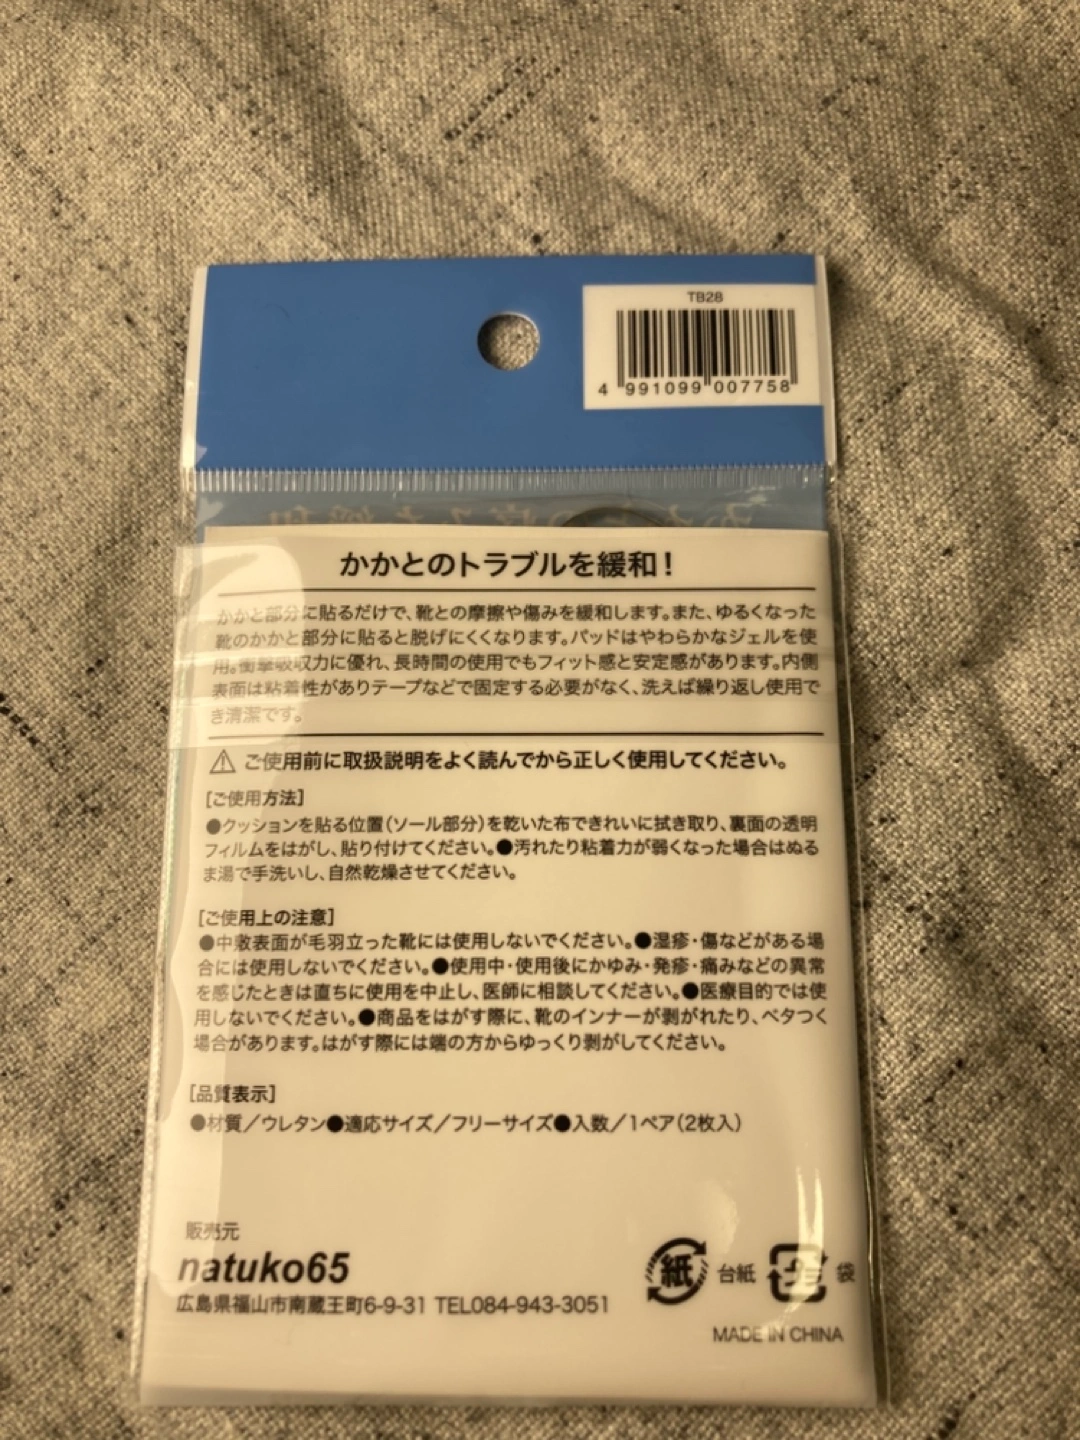 TB28
4 991099 007758
かかとのトラブルを緩和！
かかと部分に貼るだけで、靴との摩擦や傷みを緩和します。また、ゆるくなった
靴のかかと部分に貼ると脱げにくくなります。パッドはやわらかなジェルを使
用。衝撃吸収力に優れ、長時間の使用でもフィット感と安定感があります。内側
表面は粘着性がありテープなどで固定する必要がなく、洗えば繰り返し使用で
き清潔です。
ご使用前に取扱説明をよく読んでから正しく使用してください。
[ご使用方法]
●クッションを貼る位置(ソール部分)を乾いた布できれいに拭き取り、裏面の透明
フィルムをはがし、貼り付けてください。●汚れたり粘着力が弱くなった場合はぬる
ま湯で手洗いし、自然乾燥させてください。
[ご使用上の注意]
●中敷表面が毛羽立った靴には使用しないでください。●湿疹・傷などがある場
合には使用しないでください。●使用中・使用後にかゆみ・発疹・痛みなどの異常
を感じたときは直ちに使用を中止し、医師に相談してください。●医療目的では使
用しないでください。●商品をはがす際に、靴のインナーが剥がれたり、ベタつく
場合があります。はがす際には端の方からゆっくり剥がしてください。
[品質表示]
●材質／ウレタン●適応サイズ／フリーサイズ●入数／1ペア(2枚入)
販売元
natuko65
広島県福山市南蔵王町6-9-31 TEL084-943-3051
紙 台紙 プラ 袋
MADE IN CHINA